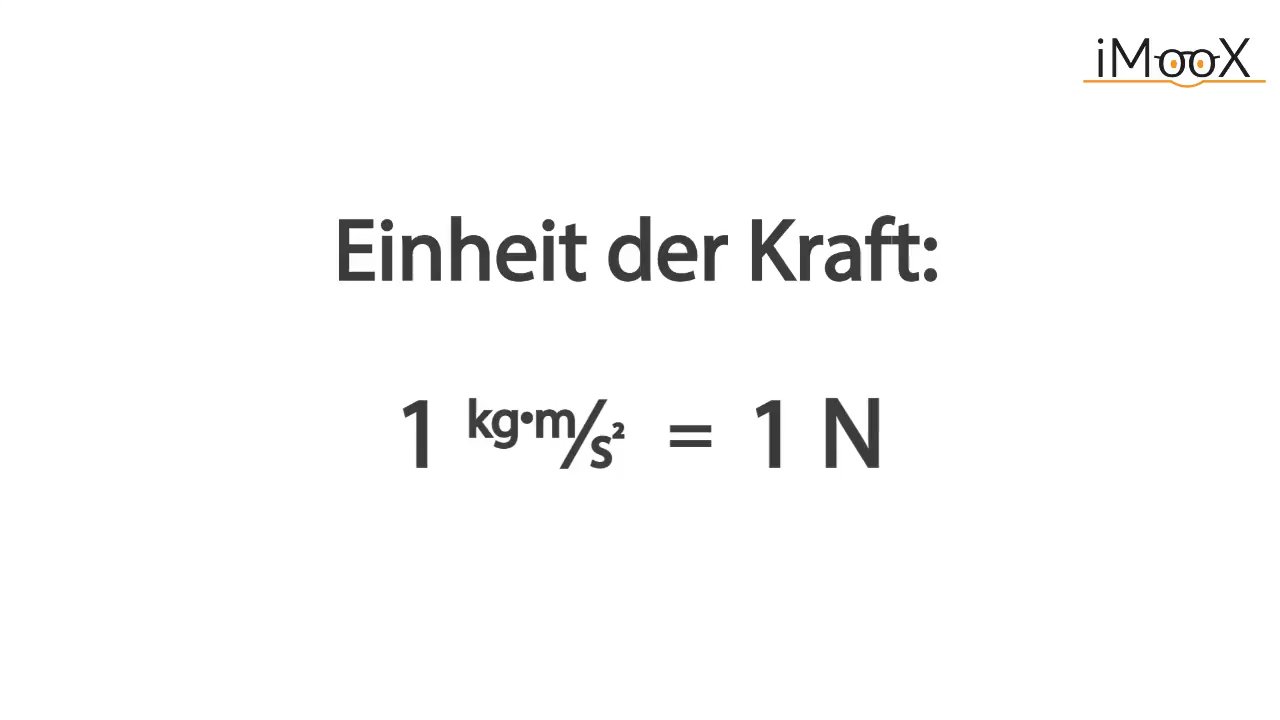 iMooX
Einheit der Kraft:
1 kg·m/s² = 1 N